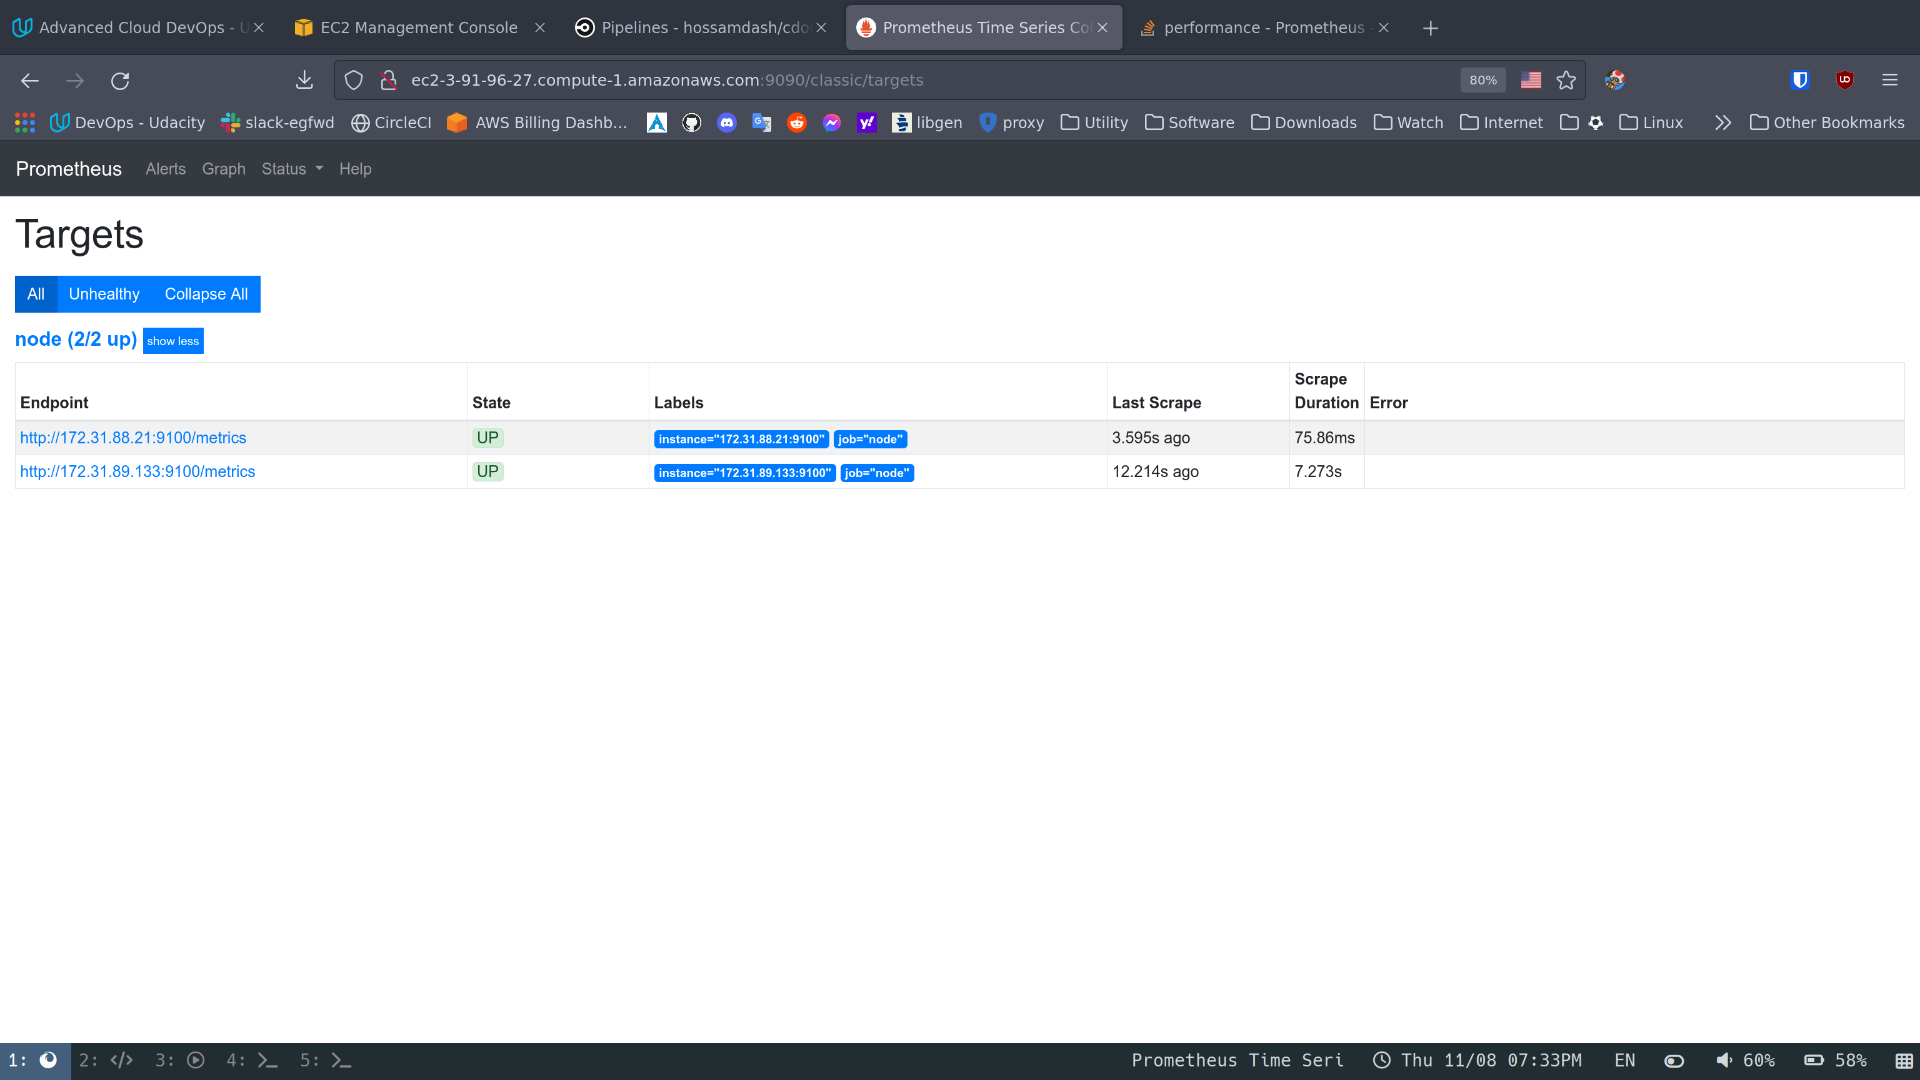 Advanced Cloud DevOps - U
EC2 Management Console
Pipelines - hossamdash/cdo
Prometheus Time Series Col
performance - Prometheus -
ec2-3-91-96-27.compute-1.amazonaws.com:9090/classic/targets
80%
DevOps - Udacity
slack-egfwd
CircleCI
AWS Billing Dashb…
libgen
proxy
Utility
Software
Downloads
Watch
Internet
Linux
Other Bookmarks
Prometheus Alerts Graph Status Help
Targets
All Unhealthy Collapse All
node (2/2 up) show less
Endpoint State Labels Last Scrape Scrape Duration Error
http://172.31.88.21:9100/metrics UP instance="172.31.88.21:9100" job="node" 3.595s ago 75.86ms
http://172.31.89.133:9100/metrics UP instance="172.31.89.133:9100" job="node" 12.214s ago 7.273s
1: 2: </> 3: 4: >_ 5: >_ Prometheus Time Seri Thu 11/08 07:33PM EN 60% 58%